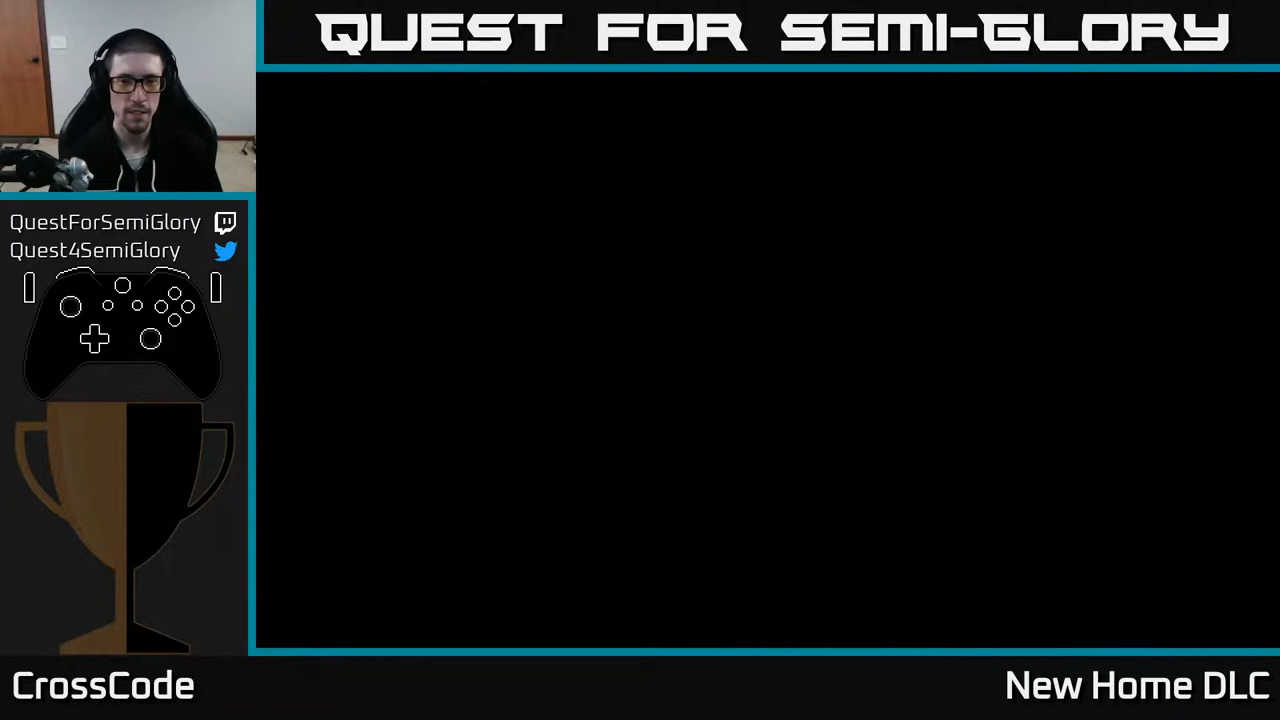 QUEST FOR SEMI-GLORY
QuestForSemiGlory
Quest4SemiGlory
CrossCode
New Home DLC